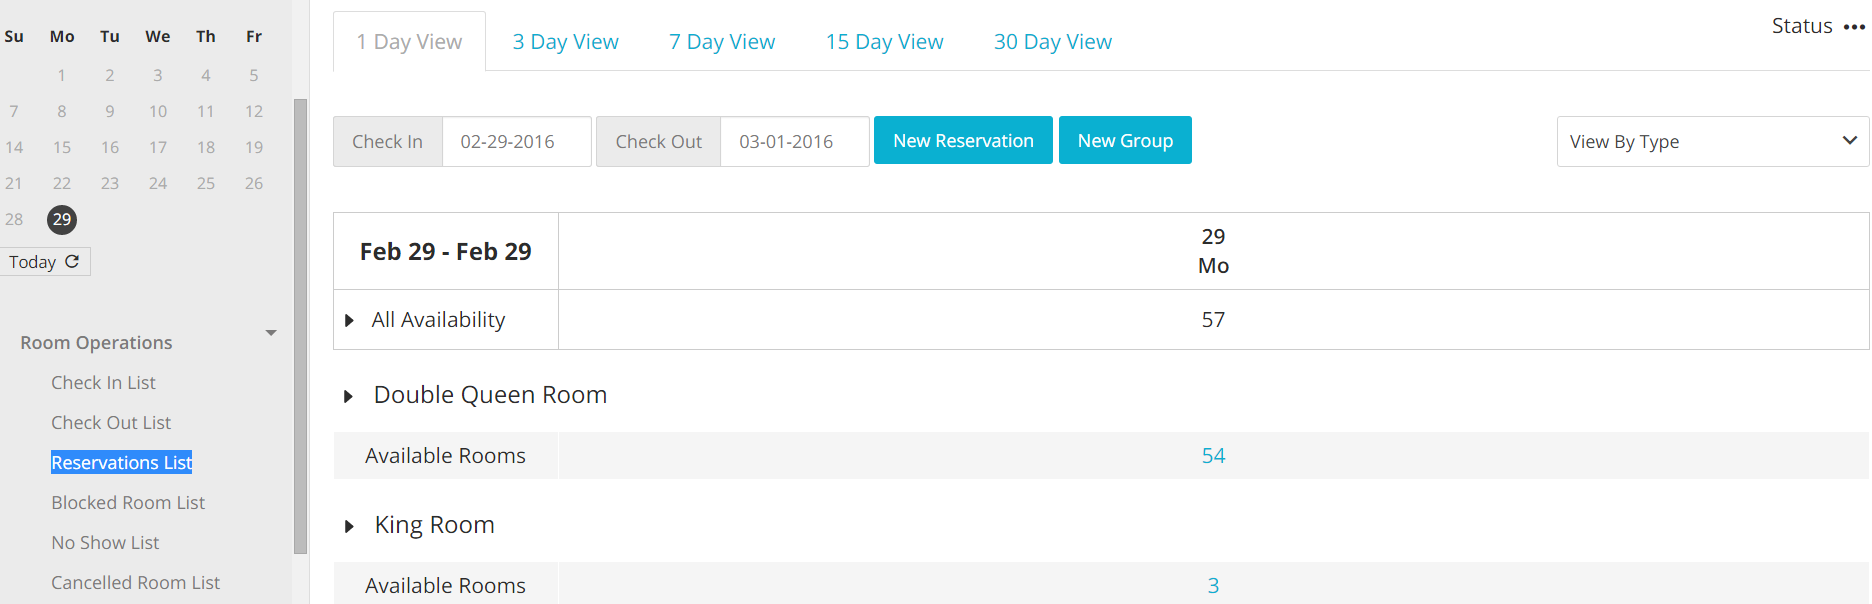 Su Mo Tu We Th Fr
1 2 3 4 5
7 8 9 10 11 12
14 15 16 17 18 19
21 22 23 24 25 26
28 29
Today
Room Operations
Check In List
Check Out List
Reservations List
Blocked Room List
No Show List
Cancelled Room List
1 Day View 3 Day View 7 Day View 15 Day View 30 Day View
Status •••
Check In 02-29-2016 Check Out 03-01-2016 New Reservation New Group View By Type
Feb 29 - Feb 29 29
Mo
All Availability 57
Double Queen Room
Available Rooms 54
King Room
Available Rooms 3